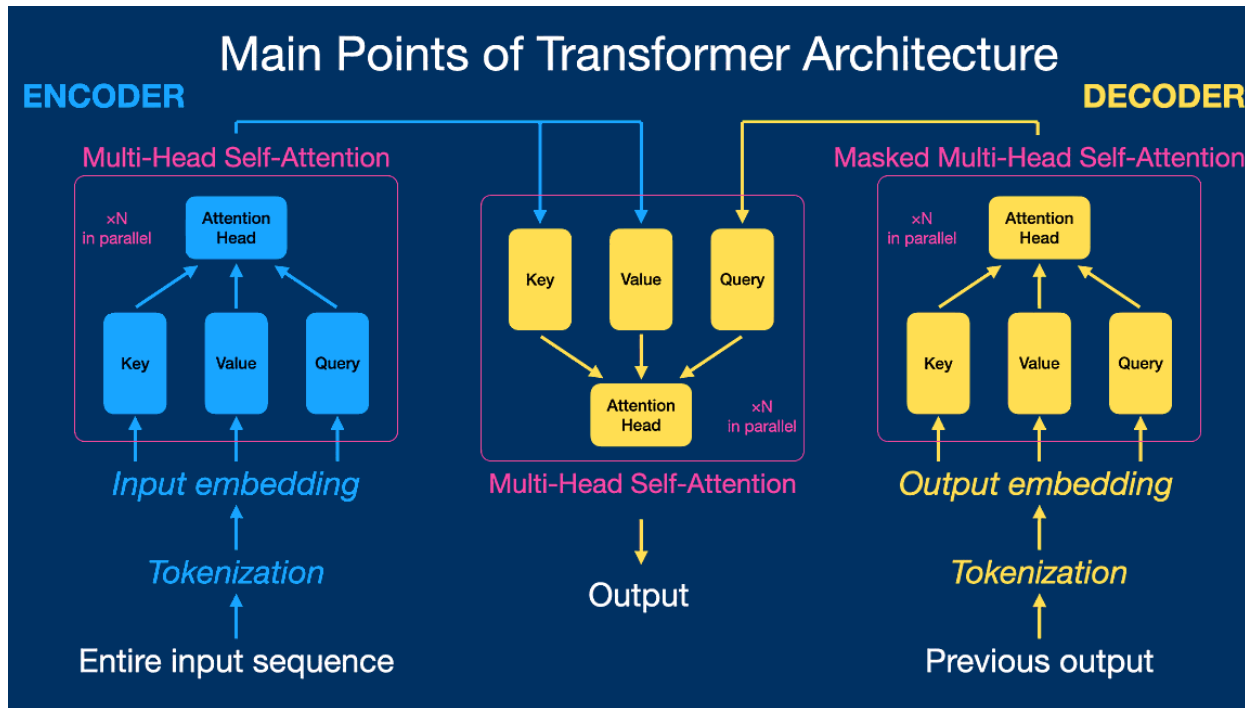 Main Points of Transformer Architecture
ENCODER
DECODER
Multi-Head Self-Attention
×N
in parallel
Attention
Head
Key
Value
Query
Input embedding
Tokenization
Entire input sequence
Key
Value
Query
Attention
Head
×N
in parallel
Multi-Head Self-Attention
Output
Masked Multi-Head Self-Attention
×N
in parallel
Attention
Head
Key
Value
Query
Output embedding
Tokenization
Previous output